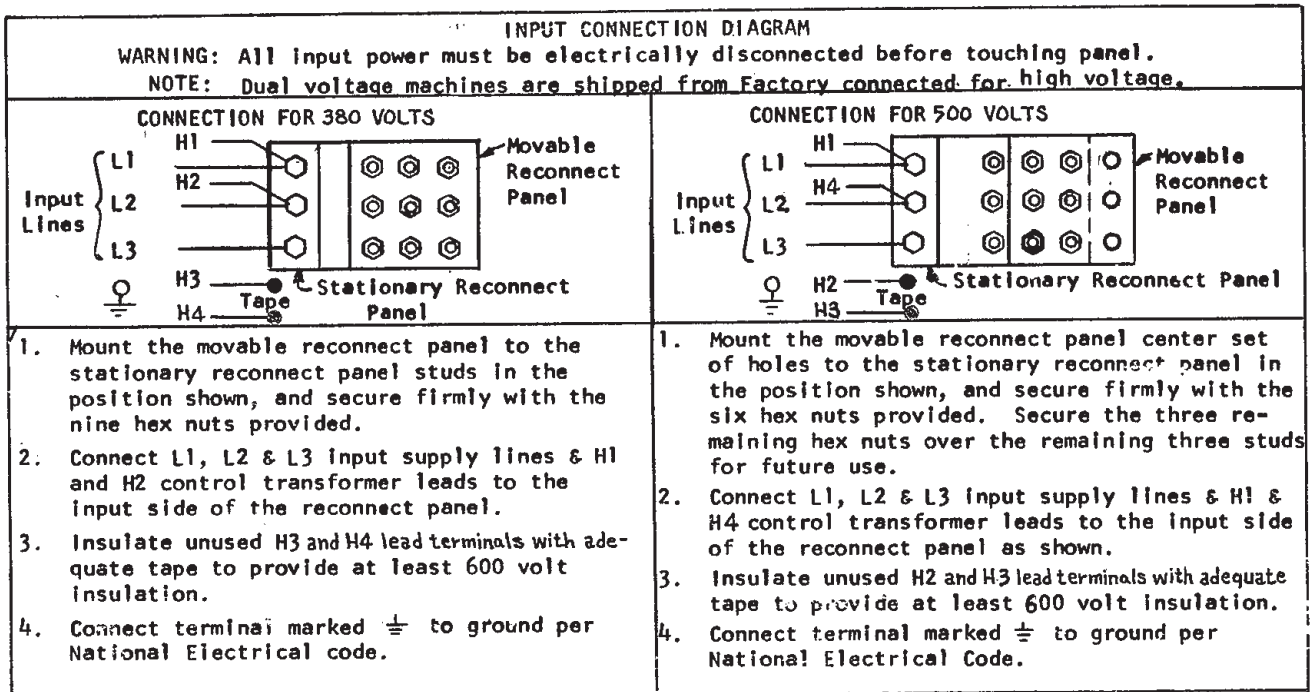 INPUT CONNECTION DIAGRAM
WARNING: All input power must be electrically disconnected before touching panel.
NOTE: Dual voltage machines are shipped from Factory connected for high voltage.
CONNECTION FOR 380 VOLTS
H1
L1
H2
Input
Lines
L2
L3
Movable
Reconnect
Panel
H3
Tape
H4
Stationary Reconnect
Panel
1. Mount the movable reconnect panel to the
stationary reconnect panel studs in the
position shown, and secure firmly with the
nine hex nuts provided.
2. Connect L1, L2 & L3 input supply lines & H1
and H2 control transformer leads to the
input side of the reconnect panel.
3. Insulate unused H3 and H4 lead terminals with ade-
quate tape to provide at least 600 volt
insulation.
4. Connect terminal marked ⏚ to ground per
National Electrical code.
CONNECTION FOR 500 VOLTS
H1
L1
H4
Input
Lines
L2
L3
Movable
Reconnect
Panel
H2
Tape
H3
Stationary Reconnect Panel
1. Mount the movable reconnect panel center set
of holes to the stationary reconnect panel in
the position shown, and secure firmly with the
six hex nuts provided. Secure the three re-
maining hex nuts over the remaining three studs
for future use.
2. Connect L1, L2 & L3 input supply lines & H1 &
H4 control transformer leads to the input side
of the reconnect panel as shown.
3. Insulate unused H2 and H3 lead terminals with adequate
tape to provide at least 600 volt insulation.
4. Connect terminal marked ⏚ to ground per
National Electrical Code.